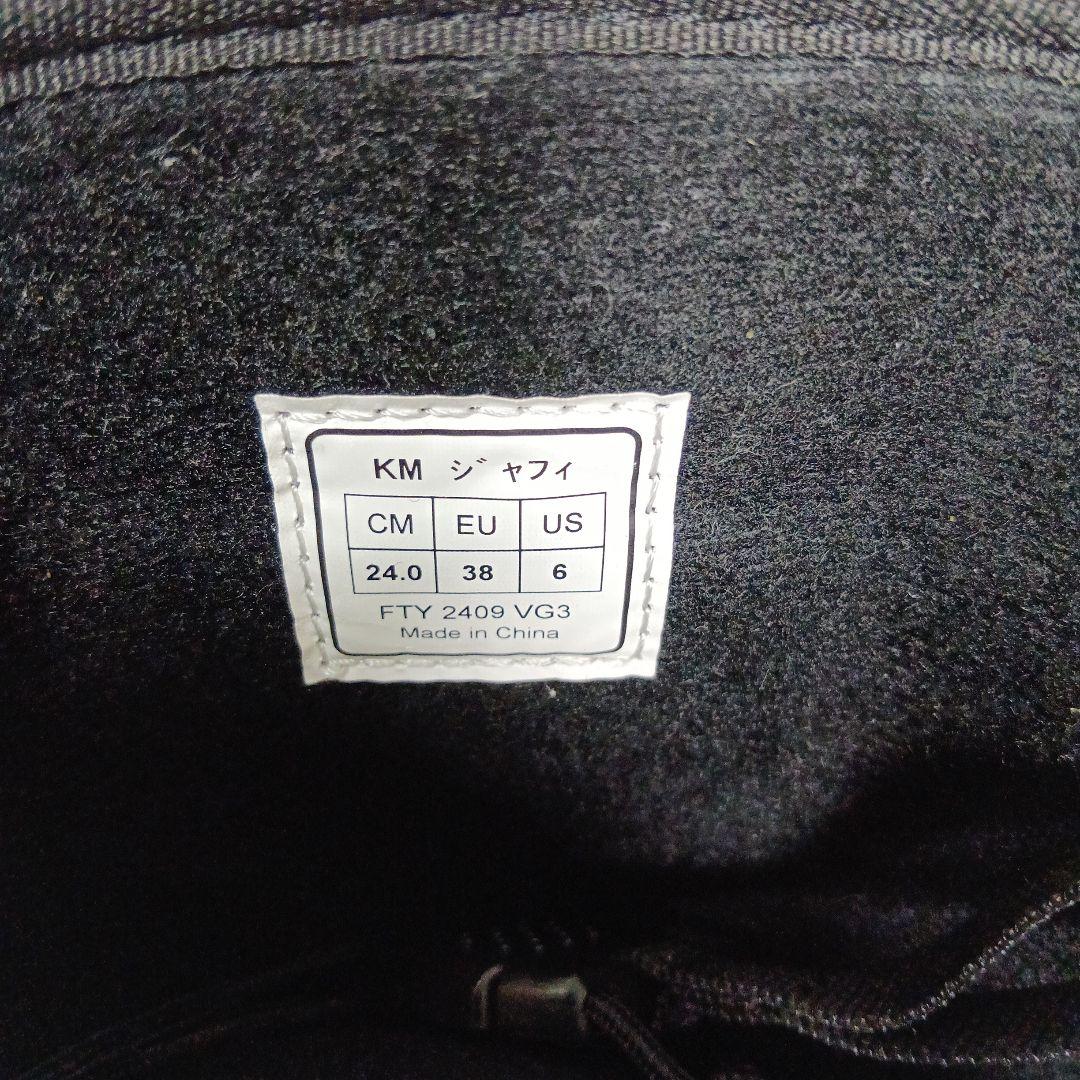 KM ジャフィ
CM EU US
24.0 38 6
FTY 2409 VG3
Made in China